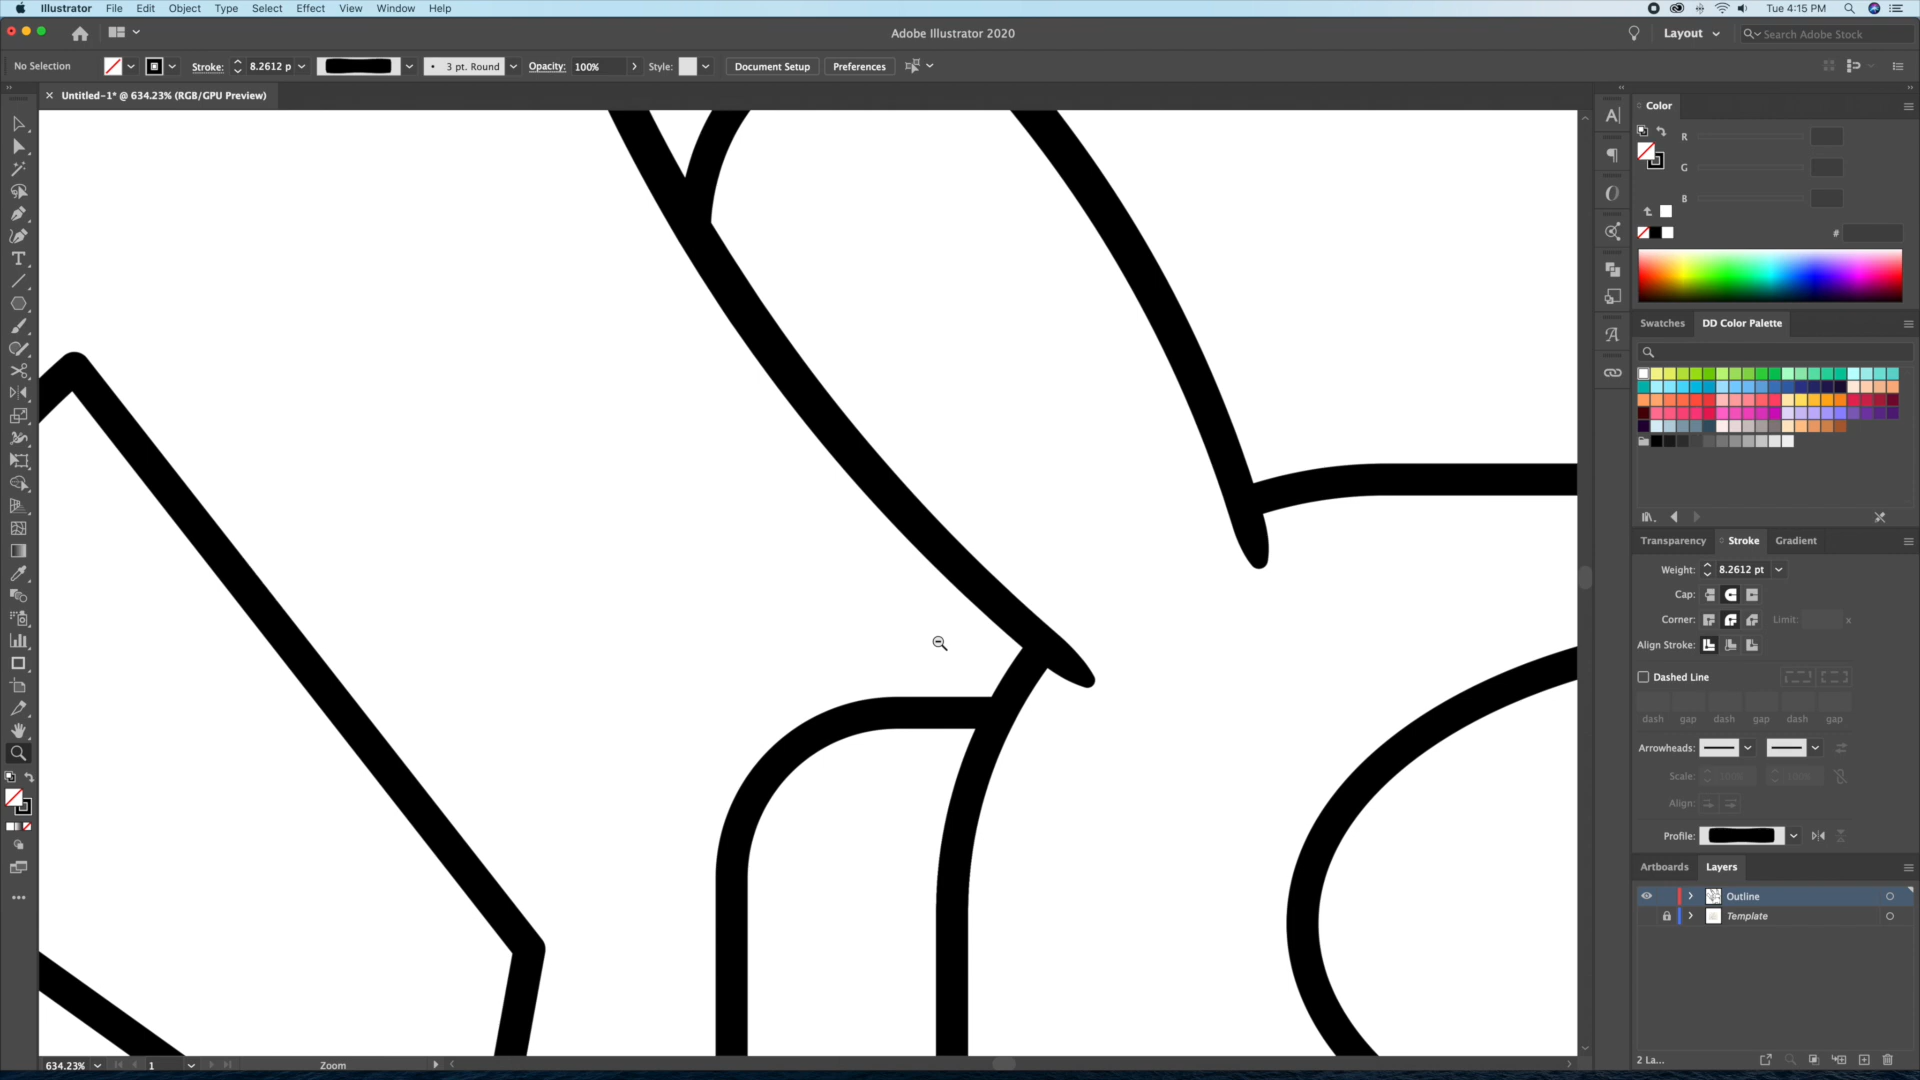 Illustrator File Edit Object Type Select Effect View Window Help
Tue 4:15 PM
Adobe Illustrator 2020
Layout
Search Adobe Stock
No Selection
Stroke:
8.2612 p
3 pt. Round
Opacity:
100%
Style:
Document Setup
Preferences
× Untitled-1* @ 634.23% (RGB/GPU Preview)
Color
R
G
B
#
Swatches
DD Color Palette
Transparency
Stroke
Gradient
Weight:
8.2612 pt
Cap:
Corner:
Limit:
x
Align Stroke:
Dashed Line
dash gap dash gap dash gap
Arrowheads:
Scale:
100%
100%
Align:
Profile:
Artboards
Layers
Outline
Template
2 La...
634.23%
1
Zoom